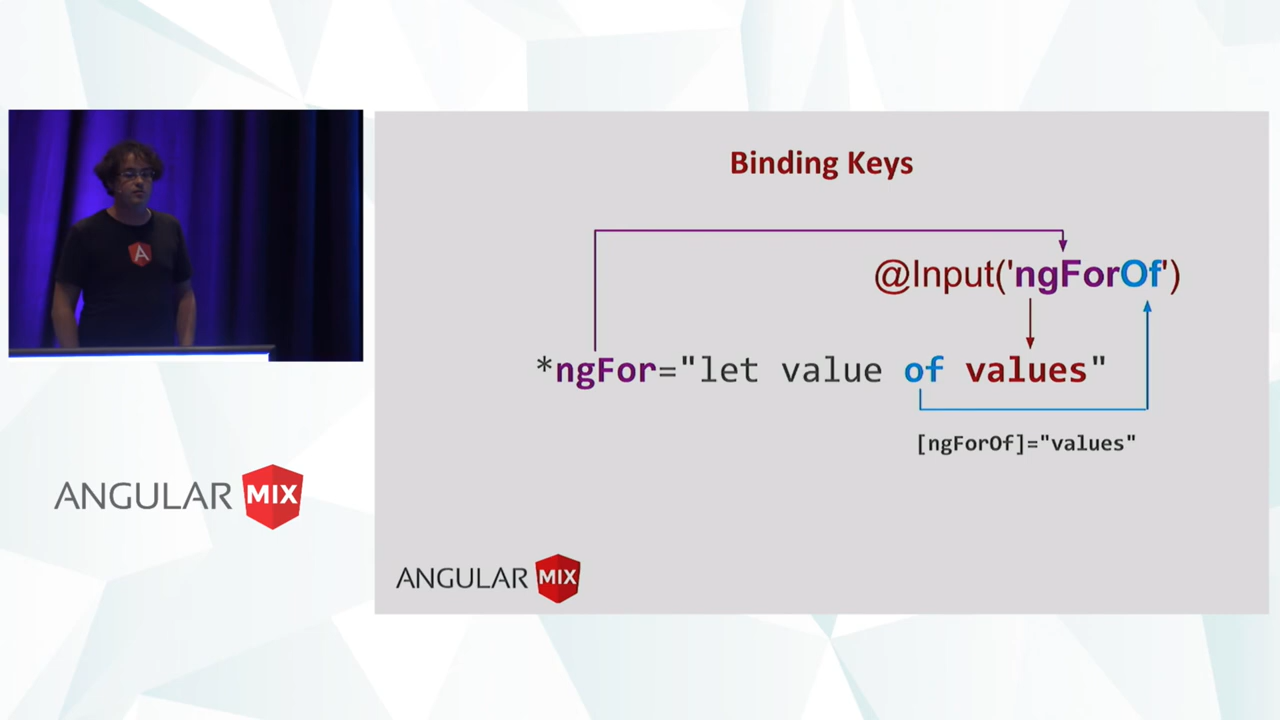 Binding Keys
@Input('ngForOf')
*ngFor="let value of values"
[ngForOf]="values"
ANGULAR MIX
ANGULAR MIX
A